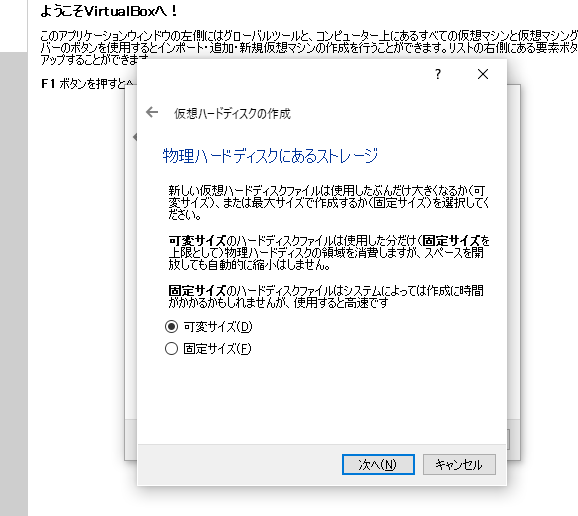 ようこそVirtualBoxへ！
このアプリケーションウィンドウの左側にはグローバルツールと、コンピューター上にあるすべての仮想マシンと仮想マシング
バーのボタンを使用するとインポート・追加・新規仮想マシンの作成を行うことができます。リストの右側にある要素ボタ
アップすることができます
F1 ボタンを押すとへ
?
仮想ハードディスクの作成
物理ハードディスクにあるストレージ
新しい仮想ハードディスクファイルは使用したぶんだけ大きくなるか(可
変サイズ)、または最大サイズで作成するか(固定サイズ)を選択してく
ださい。
可変サイズのハードディスクファイルは使用した分だけ(固定サイズを
上限として)物理ハードディスクの領域を消費しますが、スペースを開
放しても自動的に縮小はしません。
固定サイズのハードディスクファイルはシステムによっては作成に時間
がかかるかもしれませんが、使用すると高速です
可変サイズ(D)
固定サイズ(F)
次へ(N)
キャンセル